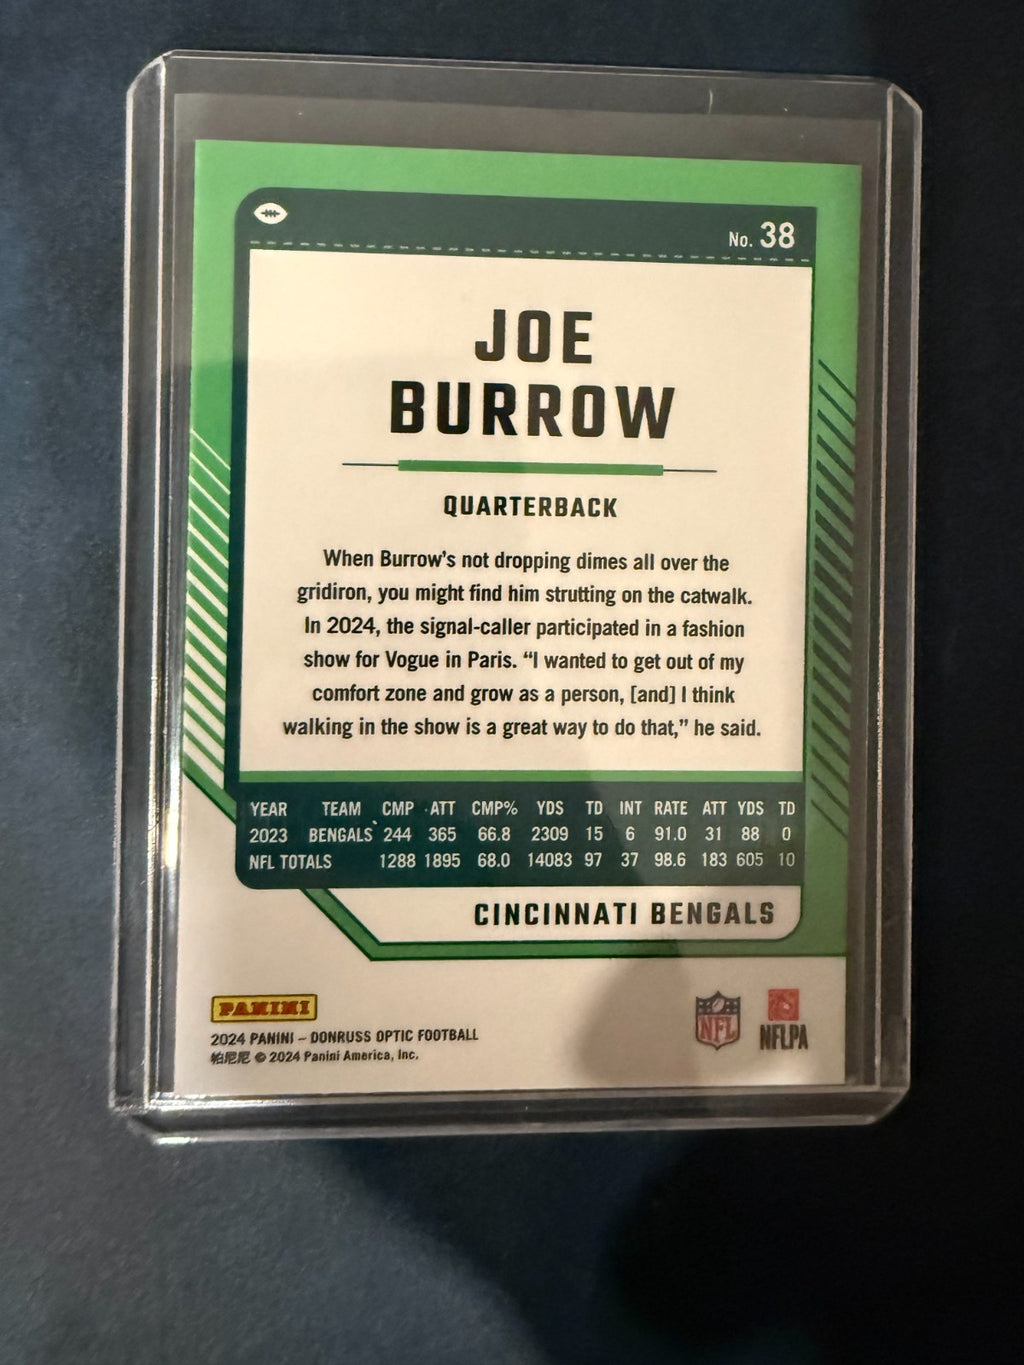 No. 38
JOE
BURROW
QUARTERBACK
When Burrow's not dropping dimes all over the
gridiron, you might find him strutting on the catwalk.
In 2024, the signal-caller participated in a fashion
show for Vogue in Paris. “I wanted to get out of my
comfort zone and grow as a person, [and] I think
walking in the show is a great way to do that,” he said.
YEAR TEAM CMP ATT CMP% YDS TD INT RATE ATT YDS TD
2023 BENGALS 244 365 66.8 2309 15 6 91.0 31 88 0
NFL TOTALS 1288 1895 68.0 14083 97 37 98.6 183 605 10
CINCINNATI BENGALS
PANINI
2024 PANINI – DONRUSS OPTIC FOOTBALL
帕尼尼 © 2024 Panini America, Inc.
NFL
NFLPA